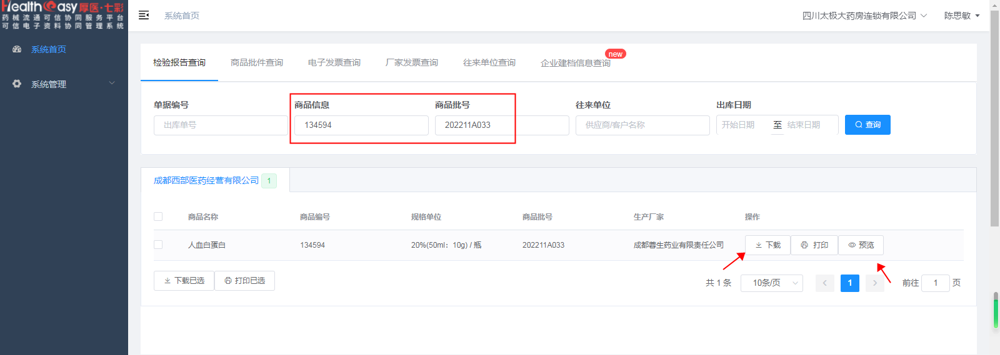 Health easy 厚医·七彩
药械流通可信协同服务平台
可信电子资料协同管理系统
系统首页
系统管理
系统首页
四川太极大药房连锁有限公司
陈思敏
检验报告查询
商品批件查询
电子发票查询
厂家发票查询
往来单位查询
企业建档信息查询
new
单据编号
商品信息
商品批号
往来单位
出库日期
出库单号
134594
202211A033
供应商/客户名称
开始日期 至 结束日期
查询
成都西部医药经营有限公司 1
商品名称 商品编号 规格单位 商品批号 生产厂家 操作
人血白蛋白 134594 20%(50ml：10g) / 瓶 202211A033 成都蓉生药业有限责任公司 下载 打印 预览
下载已选 打印已选
共 1 条 10条/页 1 前往 1 页